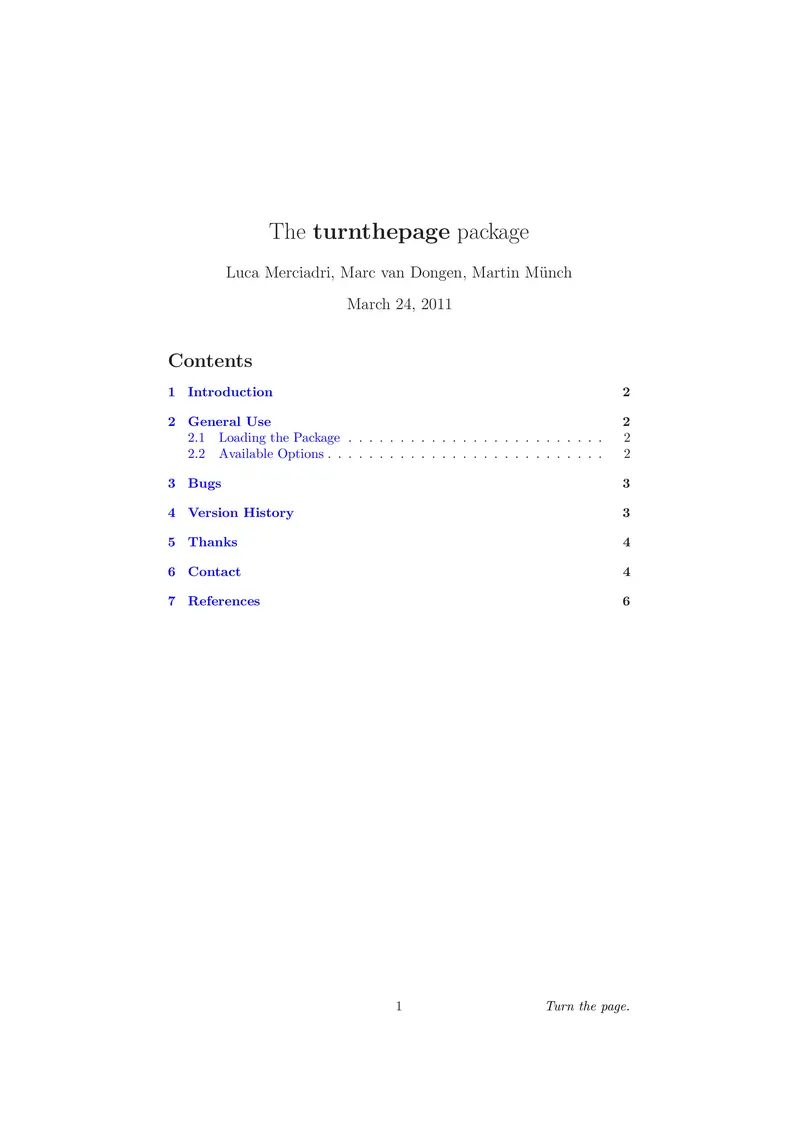 The turnthepage package
Luca Merciadri, Marc van Dongen, Martin Münch
March 24, 2011
Contents
1 Introduction 2
2 General Use 2
2.1 Loading the Package . . . . . . . . . . . . . . . . . . . . . . . . . 2
2.2 Available Options . . . . . . . . . . . . . . . . . . . . . . . . . . . 2
3 Bugs 3
4 Version History 3
5 Thanks 4
6 Contact 4
7 References 6
1 Turn the page.